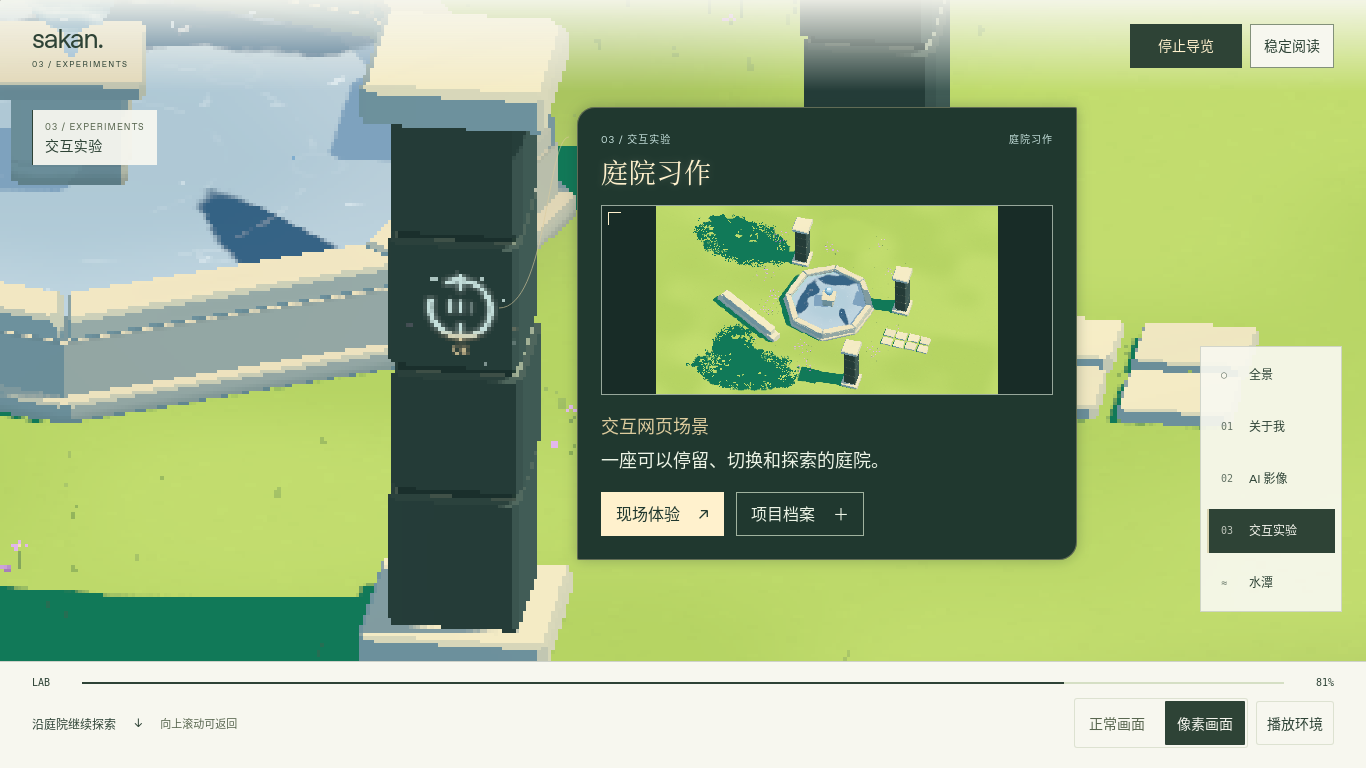 sakan.
03 / EXPERIMENTS
停止导览
稳定阅读
03 / EXPERIMENTS
交互实验
03 / 交互实验
庭院习作
庭院习作
交互网页场景
一座可以停留、切换和探索的庭院。
现场体验 ↗
项目档案 +
○ 全景
01 关于我
02 AI 影像
03 交互实验
≈ 水潭
LAB
81%
沿庭院继续探索 ↓ 向上滚动可返回
正常画面
像素画面
播放环境